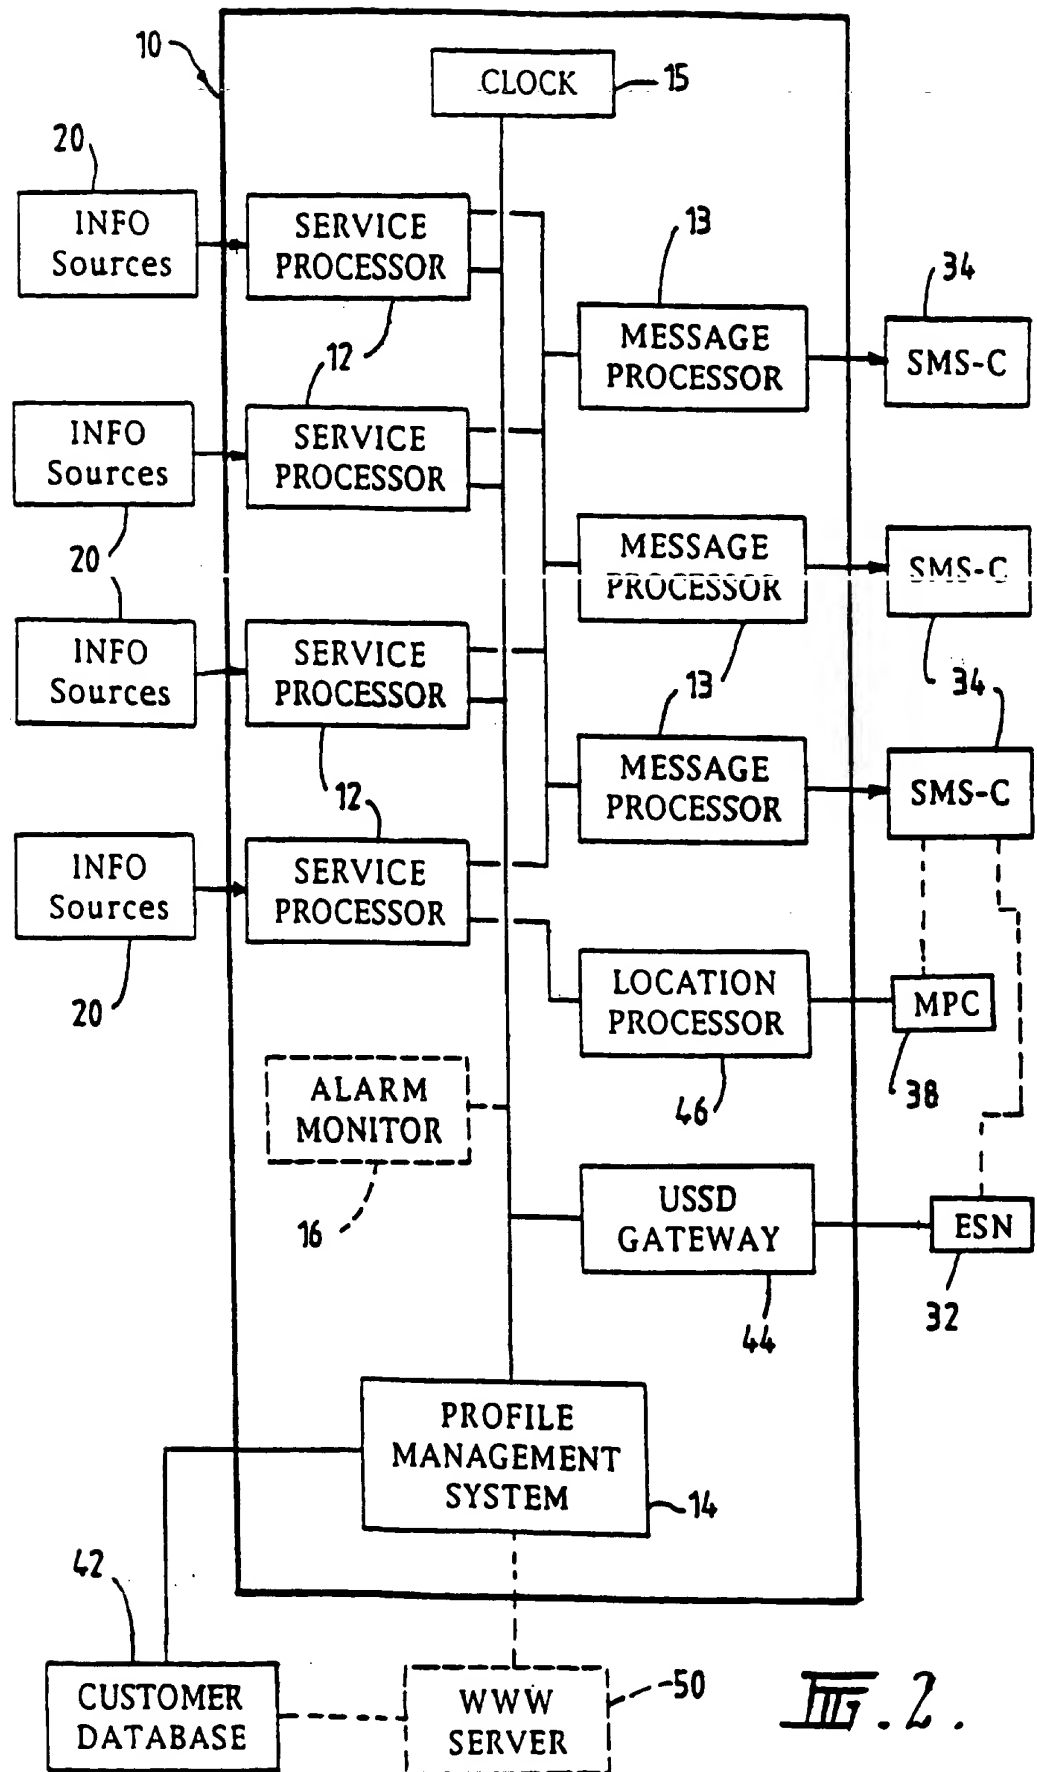 10
CLOCK
15
20
INFO
Sources
SERVICE
PROCESSOR
13
34
MESSAGE
PROCESSOR
SMS-C
12
INFO
Sources
SERVICE
PROCESSOR
20
MESSAGE
PROCESSOR
SMS-C
INFO
Sources
SERVICE
PROCESSOR
13
34
12
MESSAGE
PROCESSOR
SMS-C
INFO
Sources
SERVICE
PROCESSOR
20
LOCATION
PROCESSOR
MPC
38
46
ALARM
MONITOR
16
USSD
GATEWAY
ESN
44
32
PROFILE
MANAGEMENT
SYSTEM
14
42
CUSTOMER
DATABASE
WWW
SERVER
50
FIG. 2.